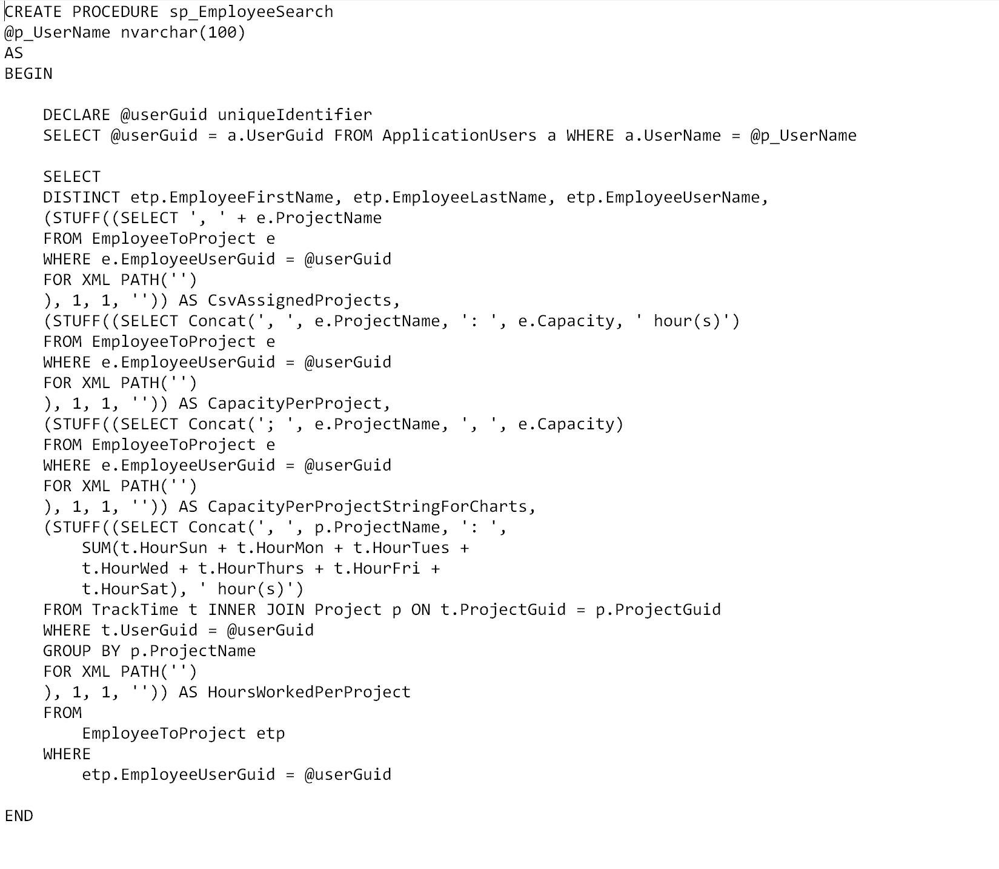 CREATE PROCEDURE sp_EmployeeSearch
@p_UserName nvarchar(100)
AS
BEGIN

    DECLARE @userGuid uniqueIdentifier
    SELECT @userGuid = a.UserGuid FROM ApplicationUsers a WHERE a.UserName = @p_UserName

    SELECT
    DISTINCT etp.EmployeeFirstName, etp.EmployeeLastName, etp.EmployeeUserName,
    (STUFF((SELECT ', ' + e.ProjectName
    FROM EmployeeToProject e
    WHERE e.EmployeeUserGuid = @userGuid
    FOR XML PATH('')
    ), 1, 1, '')) AS CsvAssignedProjects,
    (STUFF((SELECT Concat(', ', e.ProjectName, ': ', e.Capacity, ' hour(s)')
    FROM EmployeeToProject e
    WHERE e.EmployeeUserGuid = @userGuid
    FOR XML PATH('')
    ), 1, 1, '')) AS CapacityPerProject,
    (STUFF((SELECT Concat('; ', e.ProjectName, ', ', e.Capacity)
    FROM EmployeeToProject e
    WHERE e.EmployeeUserGuid = @userGuid
    FOR XML PATH('')
    ), 1, 1, '')) AS CapacityPerProjectStringForCharts,
    (STUFF((SELECT Concat(', ', p.ProjectName, ': ',
        SUM(t.HourSun + t.HourMon + t.HourTues +
        t.HourWed + t.HourThurs + t.HourFri +
        t.HourSat), ' hour(s)')
    FROM TrackTime t INNER JOIN Project p ON t.ProjectGuid = p.ProjectGuid
    WHERE t.UserGuid = @userGuid
    GROUP BY p.ProjectName
    FOR XML PATH('')
    ), 1, 1, '')) AS HoursWorkedPerProject
    FROM
        EmployeeToProject etp
    WHERE
        etp.EmployeeUserGuid = @userGuid

END